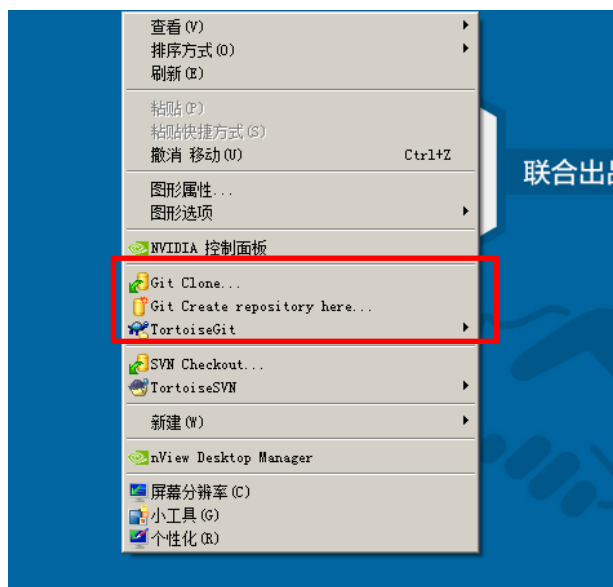 查看(V)
排序方式(O)
刷新(E)
粘贴(P)
粘贴快捷方式(S)
撤消 移动(U) Ctrl+Z
联合出品
图形属性...
图形选项
NVIDIA 控制面板
Git Clone...
Git Create repository here...
TortoiseGit
SVN Checkout...
TortoiseSVN
新建(W)
nView Desktop Manager
屏幕分辨率(C)
小工具(G)
个性化(R)